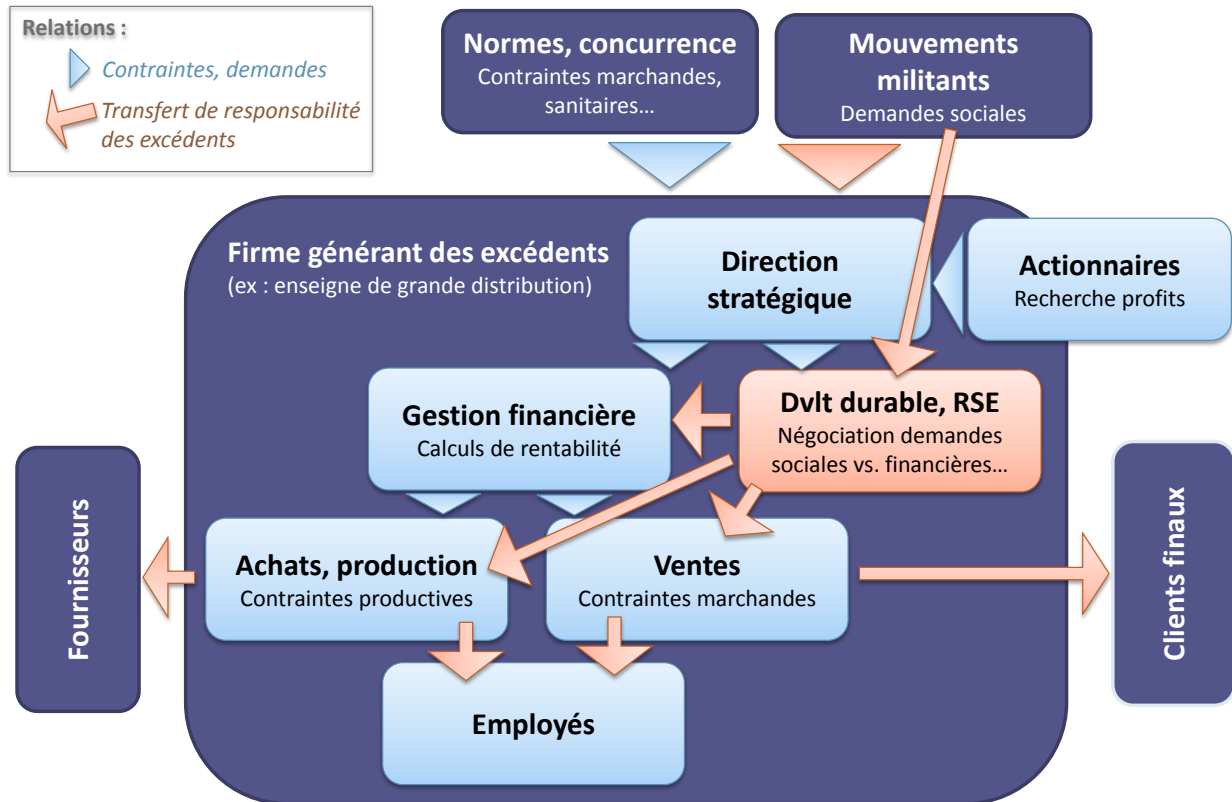 Relations :
Contraintes, demandes
Transfert de responsabilité
des excédents
Normes, concurrence
Contraintes marchandes,
sanitaires…
Mouvements
militants
Demandes sociales
Firme générant des excédents
(ex : enseigne de grande distribution)
Direction
stratégique
Actionnaires
Recherche profits
Gestion financière
Calculs de rentabilité
Dvlt durable, RSE
Négociation demandes
sociales vs. financières…
Fournisseurs
Achats, production
Contraintes productives
Ventes
Contraintes marchandes
Clients finaux
Employés